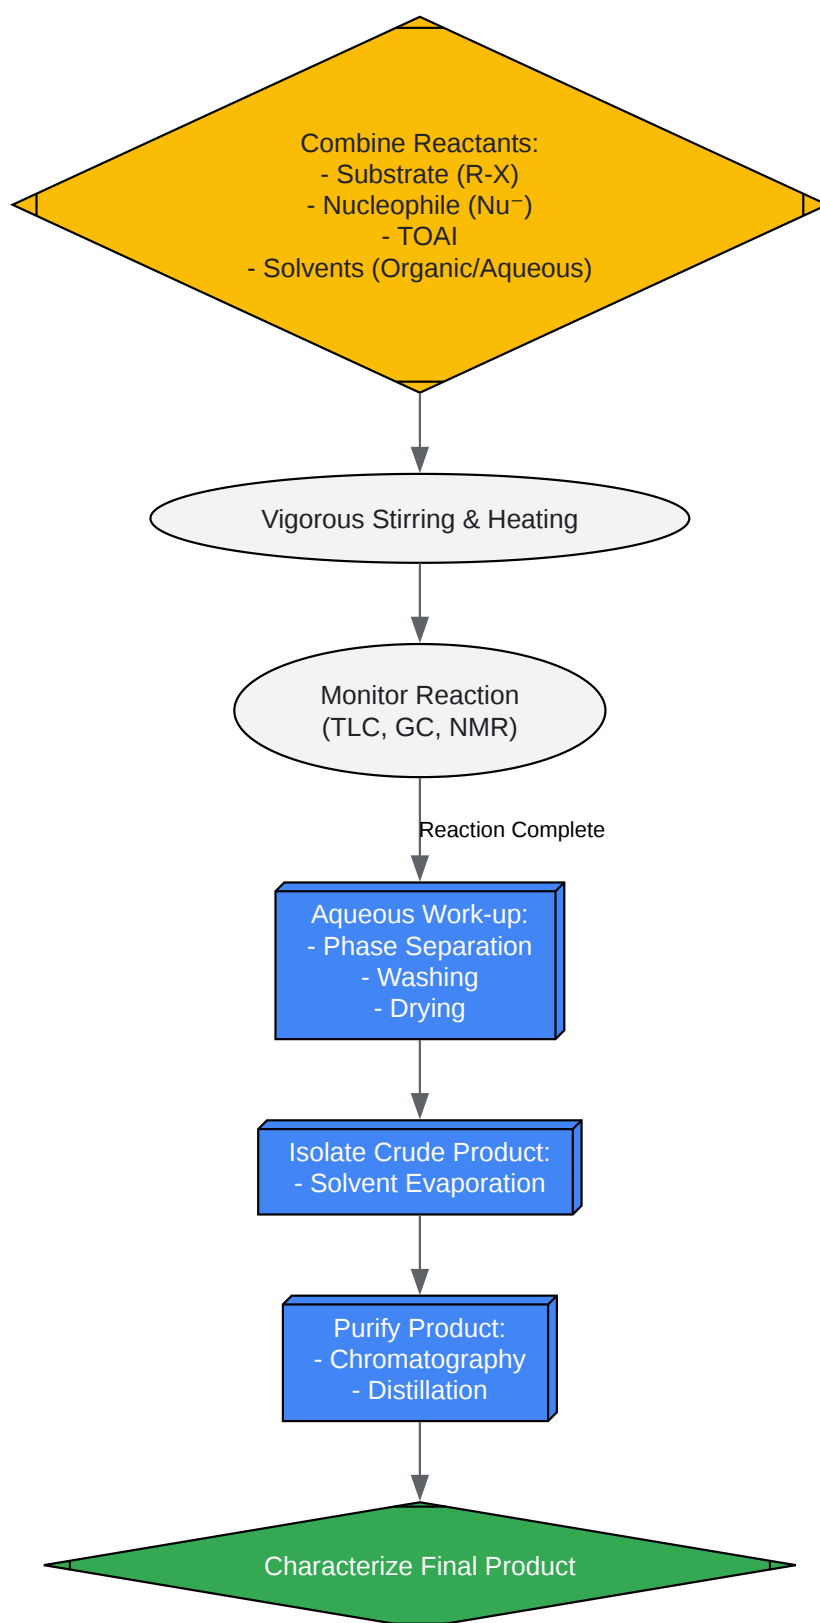 Combine Reactants:
- Substrate (R-X)
- Nucleophile (Nu⁻)
- TOAI
- Solvents (Organic/Aqueous)
Vigorous Stirring & Heating
Monitor Reaction
(TLC, GC, NMR)
Reaction Complete
Aqueous Work-up:
- Phase Separation
- Washing
- Drying
Isolate Crude Product:
- Solvent Evaporation
Purify Product:
- Chromatography
- Distillation
Characterize Final Product